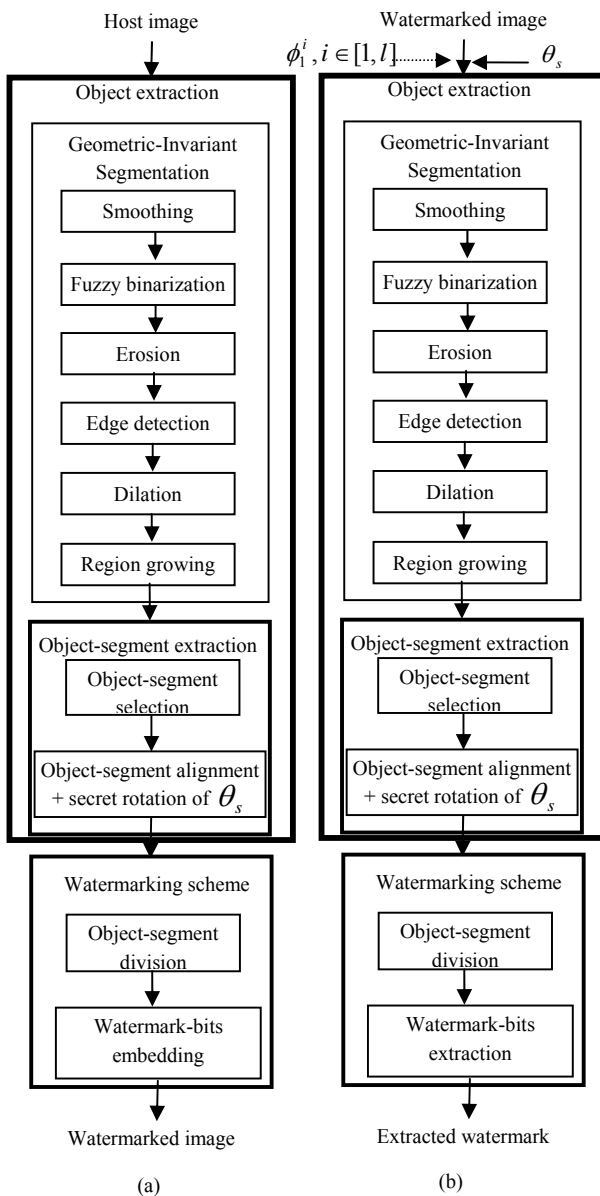 Host image
Object extraction
Geometric-Invariant
Segmentation
Smoothing
Fuzzy binarization
Erosion
Edge detection
Dilation
Region growing
Object-segment extraction
Object-segment
selection
Object-segment alignment
+ secret rotation of θ_s
Watermarking scheme
Object-segment
division
Watermark-bits
embedding
Watermarked image
(a)
Watermarked image
ϕ_1^i, i ∈ [1, l]
θ_s
Object extraction
Geometric-Invariant
Segmentation
Smoothing
Fuzzy binarization
Erosion
Edge detection
Dilation
Region growing
Object-segment extraction
Object-segment
selection
Object-segment alignment
+ secret rotation of θ_s
Watermarking scheme
Object-segment
division
Watermark-bits
extraction
Extracted watermark
(b)